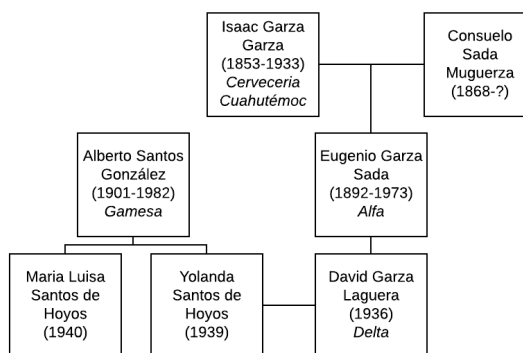 Isaac Garza
Garza
(1853-1933)
Cerveceria
Cuahutémoc
Consuelo
Sada
Muguerza
(1868-?)
Alberto Santos
González
(1901-1982)
Gamesa
Eugenio Garza
Sada
(1892-1973)
Alfa
Maria Luisa
Santos de
Hoyos
(1940)
Yolanda
Santos de
Hoyos
(1939)
David Garza
Laguera
(1936)
Delta